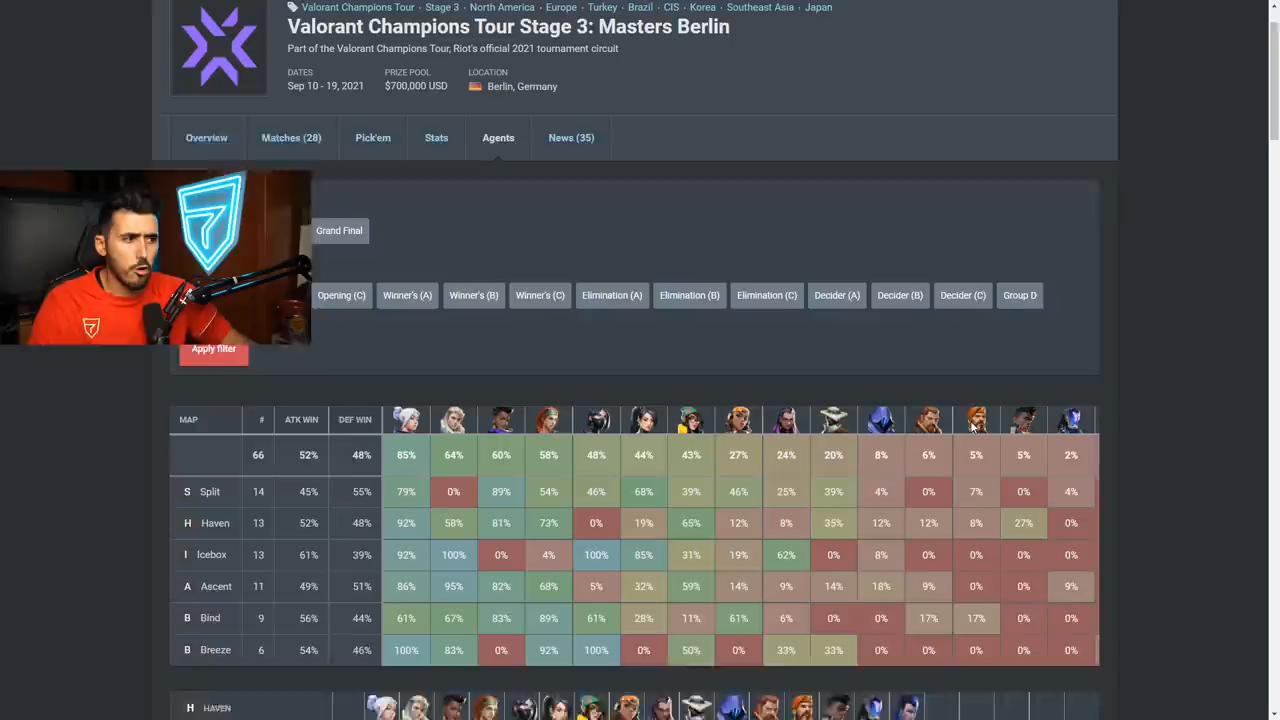 Valorant Champions Tour · Stage 3 · North America · Europe · Turkey · Brazil · CIS · Korea · Southeast Asia · Japan
Valorant Champions Tour Stage 3: Masters Berlin
Part of the Valorant Champions Tour, Riot's official 2021 tournament circuit
DATES PRIZE POOL LOCATION
Sep 10 - 19, 2021 $700,000 USD Berlin, Germany
Overview Matches (28) Pick'em Stats Agents News (35)
Grand Final
Opening (C) Winner's (A) Winner's (B) Winner's (C) Elimination (A) Elimination (B) Elimination (C) Decider (A) Decider (B) Decider (C) Group D
Apply filter
MAP # ATK WIN DEF WIN
66 52% 48% 85% 64% 60% 58% 48% 44% 43% 27% 24% 20% 8% 6% 5% 5% 2%
S Split 14 45% 55% 79% 0% 89% 54% 46% 68% 39% 46% 25% 39% 4% 0% 7% 0% 4%
H Haven 13 52% 48% 92% 58% 81% 73% 0% 19% 65% 12% 8% 35% 12% 12% 8% 27% 0%
I Icebox 13 61% 39% 92% 100% 0% 4% 100% 85% 31% 19% 62% 0% 8% 0% 0% 0% 0%
A Ascent 11 49% 51% 86% 95% 82% 68% 5% 32% 59% 14% 9% 14% 18% 9% 0% 0% 9%
B Bind 9 56% 44% 61% 67% 83% 89% 61% 28% 11% 61% 6% 0% 0% 17% 17% 0% 0%
B Breeze 6 54% 46% 100% 83% 0% 92% 100% 0% 50% 0% 33% 33% 0% 0% 0% 0% 0%
H HAVEN